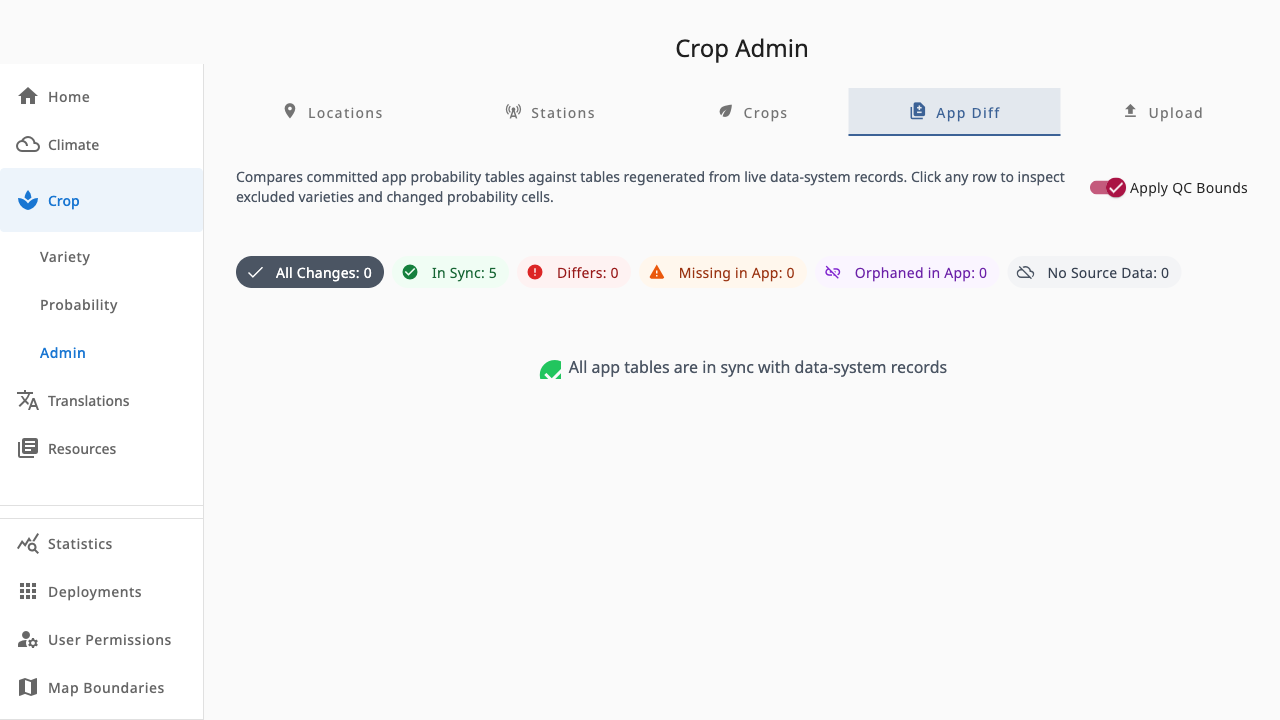 Crop Admin
Home
Climate
Crop
Variety
Probability
Admin
Translations
Resources
Statistics
Deployments
User Permissions
Map Boundaries
Locations
Stations
Crops
App Diff
Upload
Compares committed app probability tables against tables regenerated from live data-system records. Click any row to inspect
excluded varieties and changed probability cells.
Apply QC Bounds
All Changes: 0
In Sync: 5
Differs: 0
Missing in App: 0
Orphaned in App: 0
No Source Data: 0
All app tables are in sync with data-system records